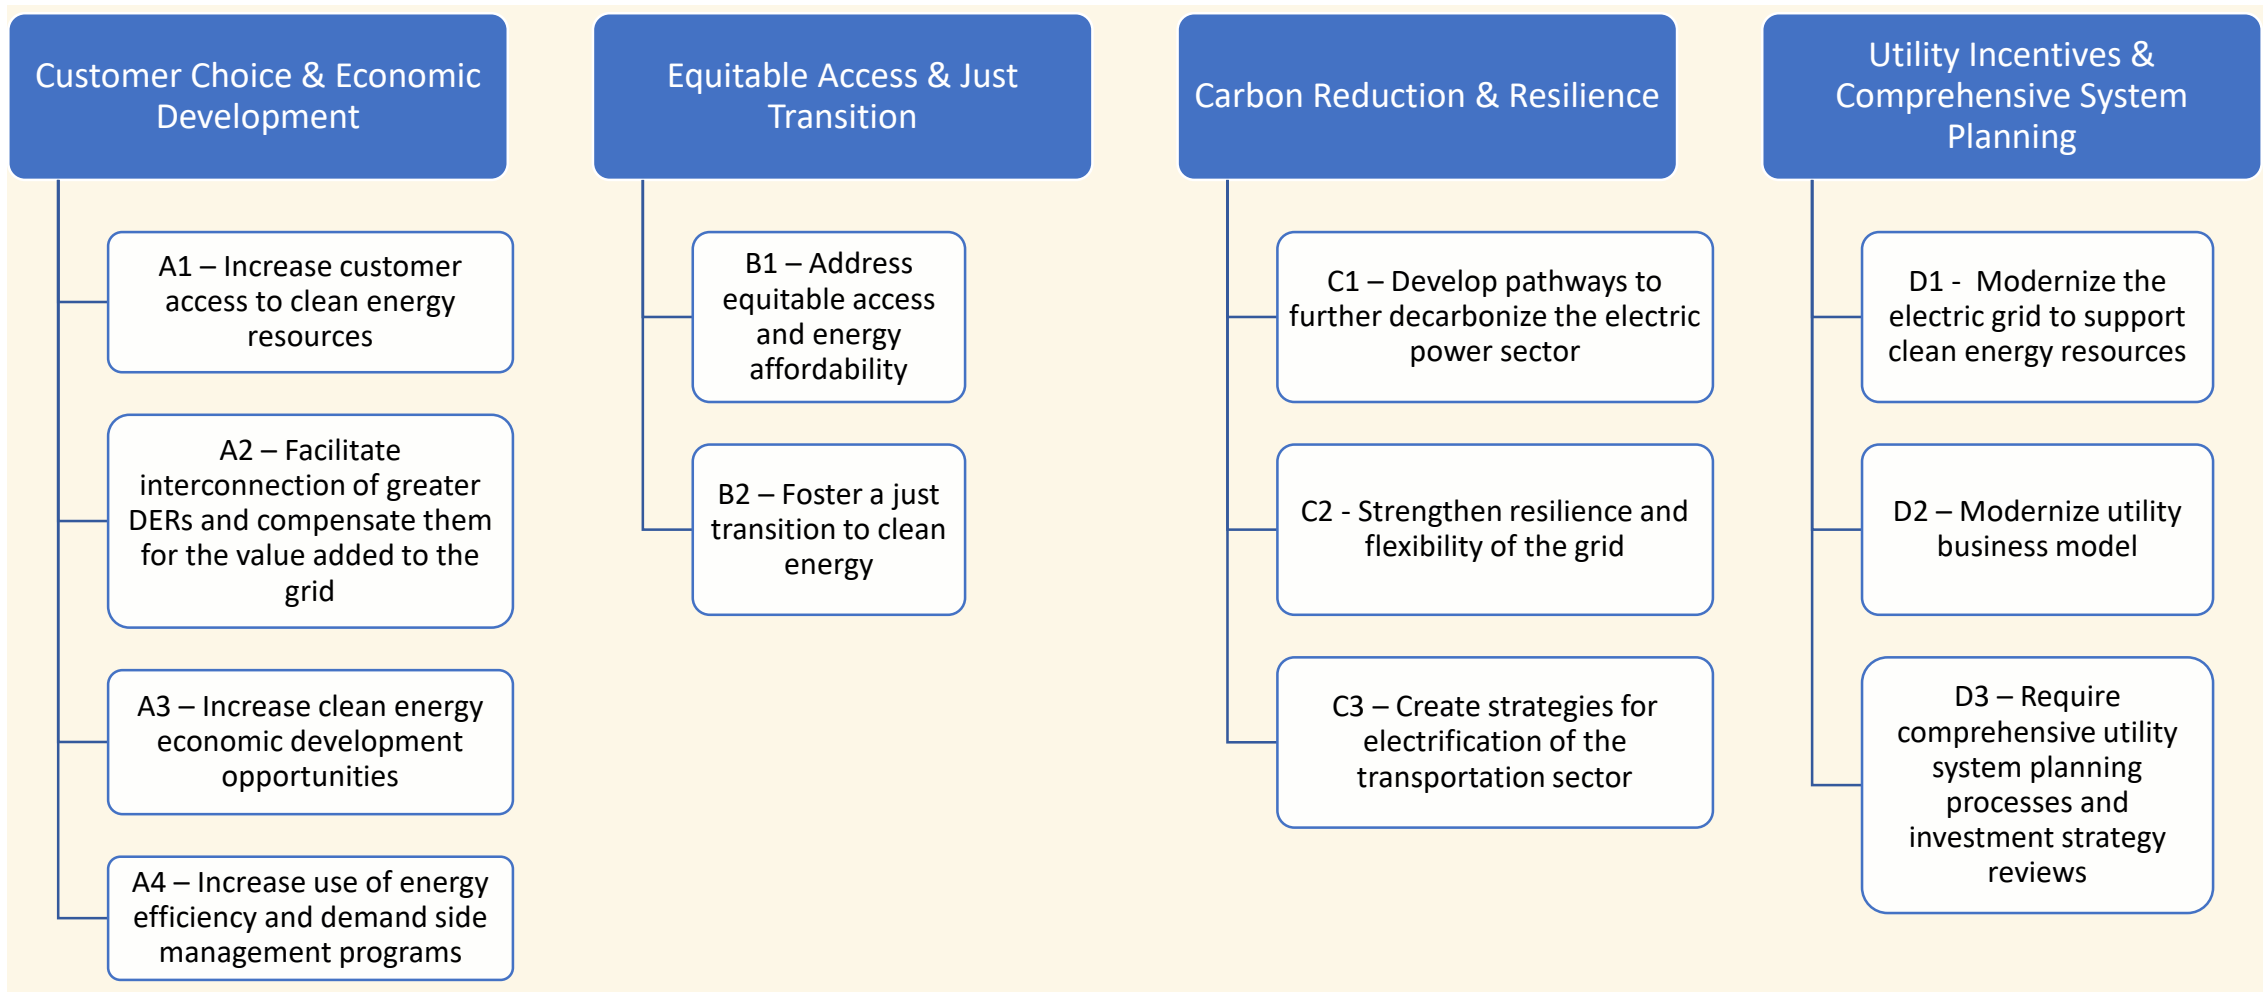 Customer Choice & Economic
Development
A1 – Increase customer
access to clean energy
resources
A2 – Facilitate
interconnection of greater
DERs and compensate them
for the value added to the
grid
A3 – Increase clean energy
economic development
opportunities
A4 – Increase use of energy
efficiency and demand side
management programs
Equitable Access & Just
Transition
B1 – Address
equitable access
and energy
affordability
B2 – Foster a just
transition to clean
energy
Carbon Reduction & Resilience
C1 – Develop pathways to
further decarbonize the electric
power sector
C2 - Strengthen resilience and
flexibility of the grid
C3 – Create strategies for
electrification of the
transportation sector
Utility Incentives &
Comprehensive System
Planning
D1 -  Modernize the
electric grid to support
clean energy resources
D2 – Modernize utility
business model
D3 – Require
comprehensive utility
system planning
processes and
investment strategy
reviews